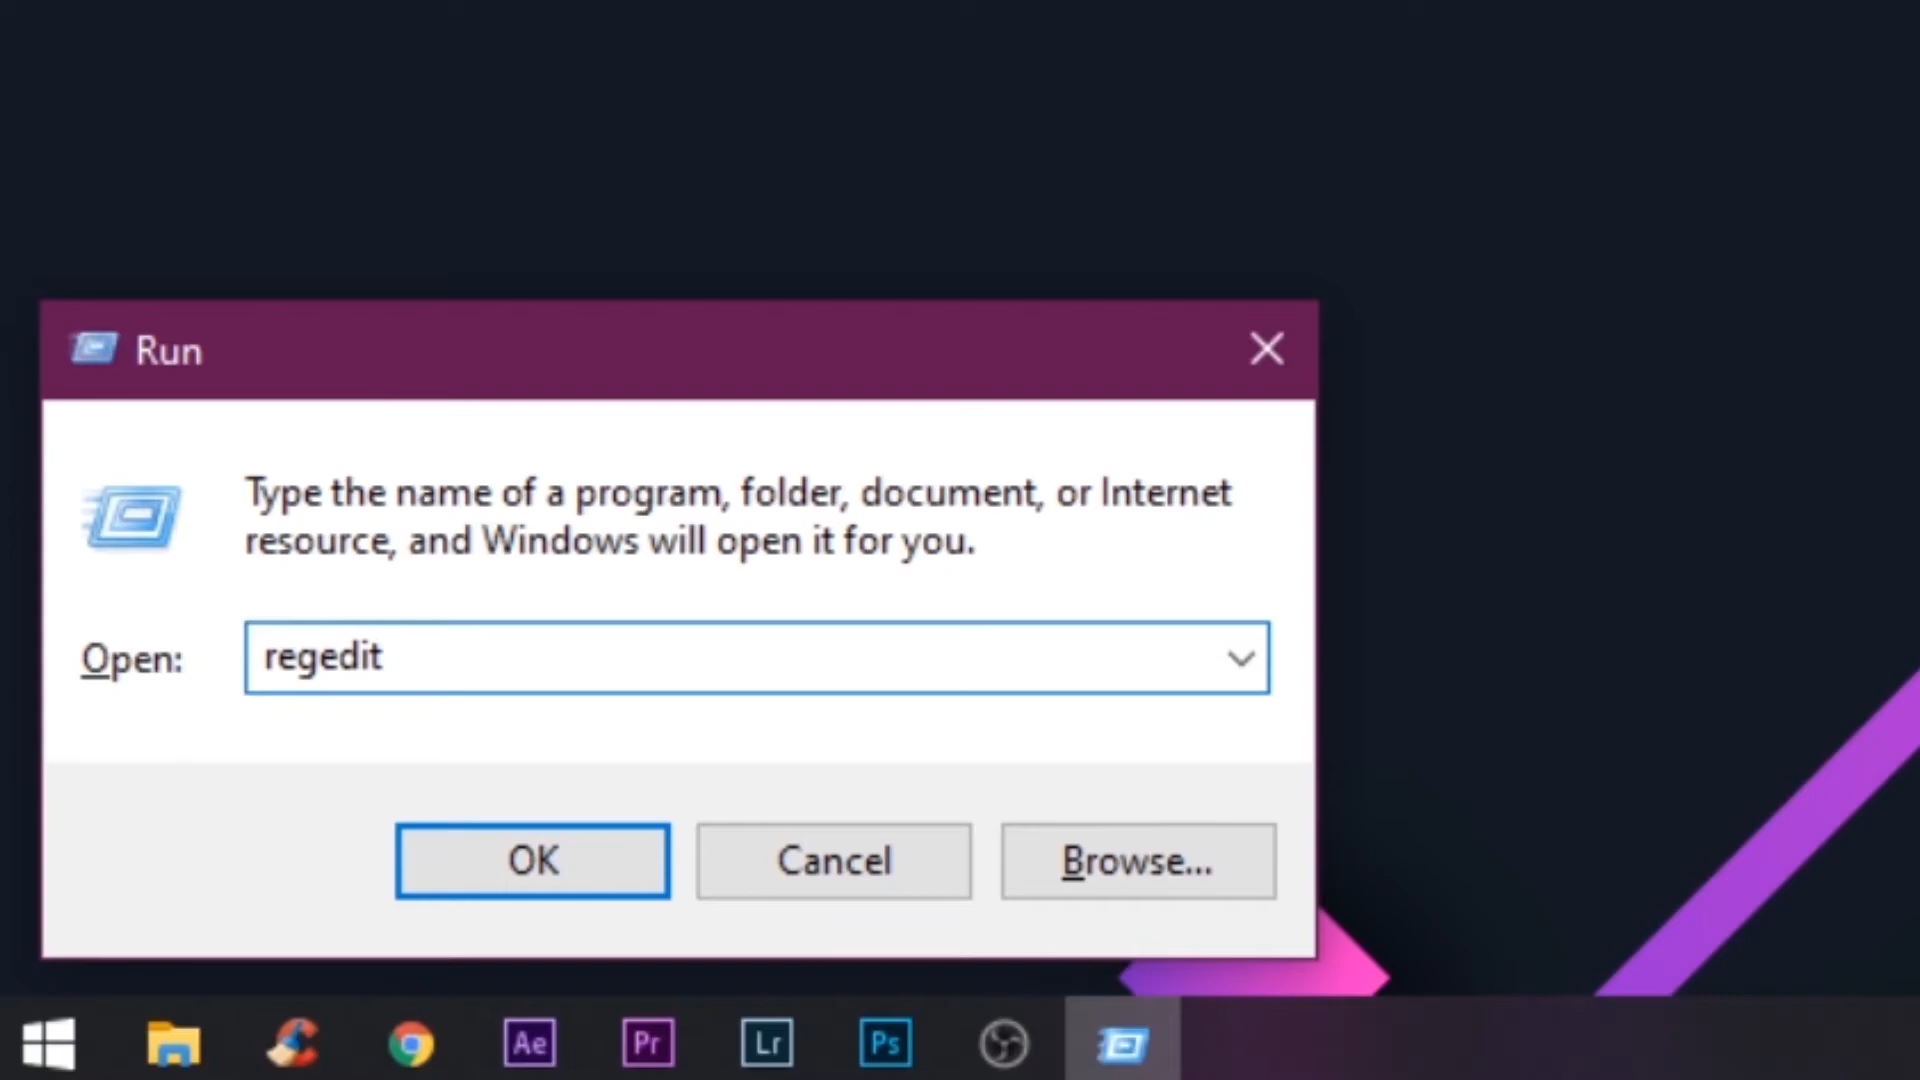 Run
Type the name of a program, folder, document, or Internet
resource, and Windows will open it for you.
Open: regedit
OK Cancel Browse...
Ae Pr Lr Ps